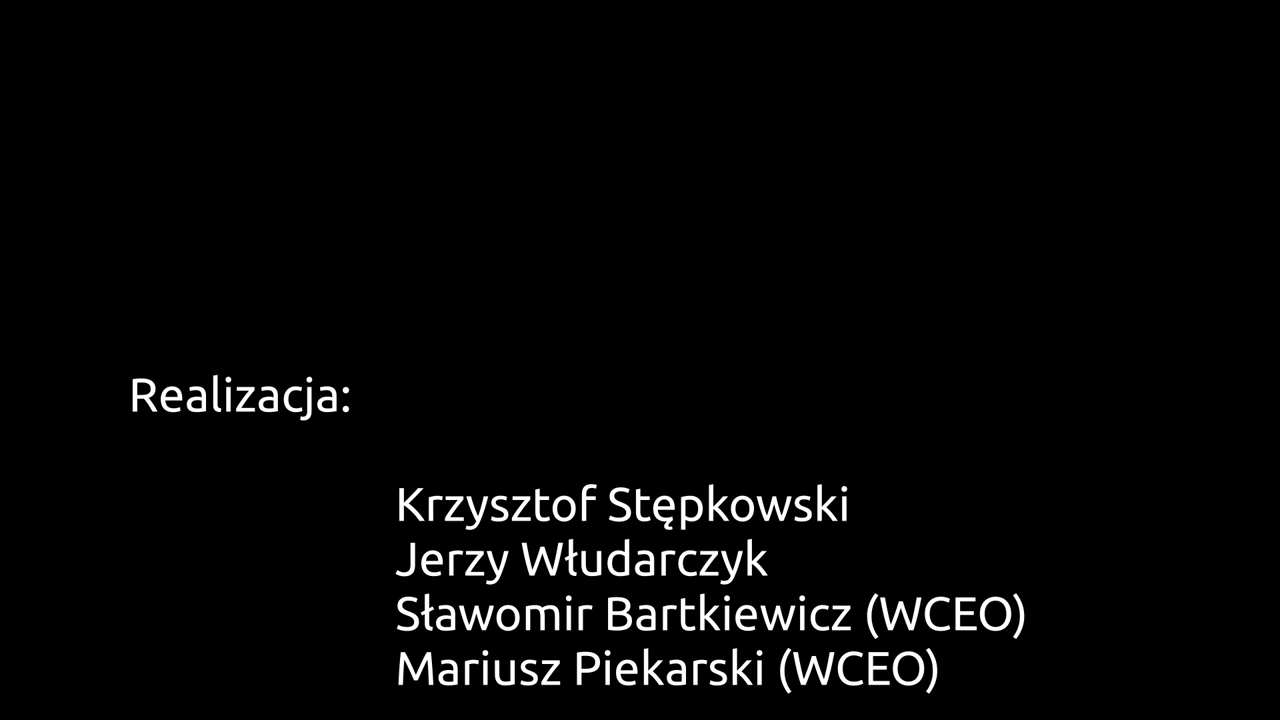 Realizacja:
Krzysztof Stępkowski
Jerzy Włudarczyk
Sławomir Bartkiewicz (WCEO)
Mariusz Piekarski (WCEO)